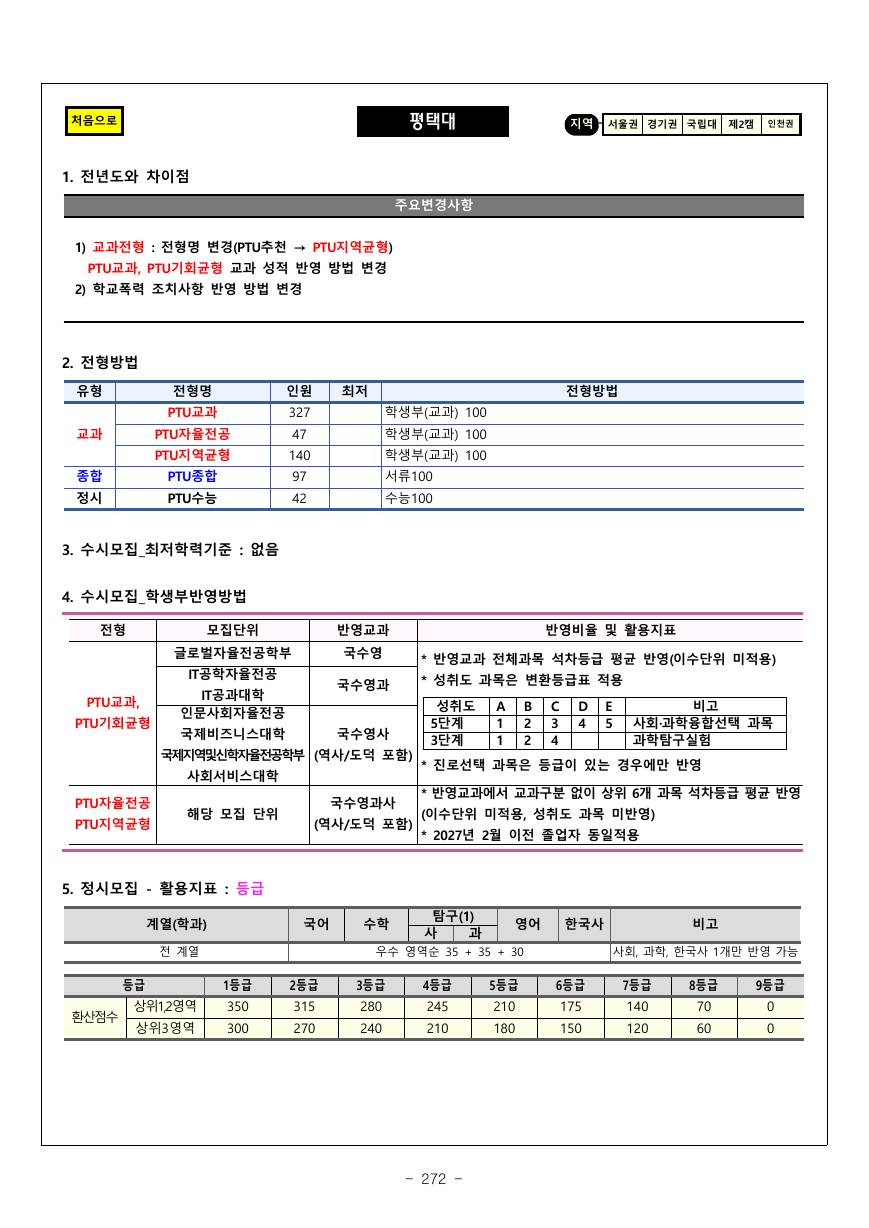 처음으로
평택대
지역 서울권 경기권 국립대 제2캠 인천권
1. 전년도와 차이점
주요변경사항
1) 교과전형 : 전형명 변경(PTU추천 → PTU지역균형)
PTU교과, PTU기회균형 교과 성적 반영 방법 변경
2) 학교폭력 조치사항 반영 방법 변경
2. 전형방법
유형 전형명 인원 최저 전형방법
교과
PTU교과 327 학생부(교과) 100
PTU자율전공 47 학생부(교과) 100
PTU지역균형 140 학생부(교과) 100
종합 PTU종합 97 서류100
정시 PTU수능 42 수능100
3. 수시모집_최저학력기준 : 없음
4. 수시모집_학생부반영방법
전형 모집단위 반영교과 반영비율 및 활용지표
PTU교과,
PTU기회균형
글로벌자율전공학부 국수영
IT공학자율전공
IT공과대학
국수영과
인문사회자율전공
국제비즈니스대학
국제지역및신학자율전공학부
사회서비스대학
국수영사
(역사/도덕 포함)
* 반영교과 전체과목 석차등급 평균 반영(이수단위 미적용)
* 성취도 과목은 변환등급표 적용
성취도 A B C D E 비고
5단계 1 2 3 4 5 사회·과학융합선택 과목
3단계 1 2 4 과학탐구실험
* 진로선택 과목은 등급이 있는 경우에만 반영
PTU자율전공
PTU지역균형
해당 모집 단위
국수영과사
(역사/도덕 포함)
* 반영교과에서 교과구분 없이 상위 6개 과목 석차등급 평균 반영
(이수단위 미적용, 성취도 과목 미반영)
* 2027년 2월 이전 졸업자 동일적용
5. 정시모집 - 활용지표 : 등급
계열(학과) 국어 수학 탐구(1) 영어 한국사 비고
사 과
전 계열 우수 영역순 35 + 35 + 30 사회, 과학, 한국사 1개만 반영 가능
등급 1등급 2등급 3등급 4등급 5등급 6등급 7등급 8등급 9등급
환산점수
상위1,2영역 350 315 280 245 210 175 140 70 0
상위3영역 300 270 240 210 180 150 120 60 0
- 272 -